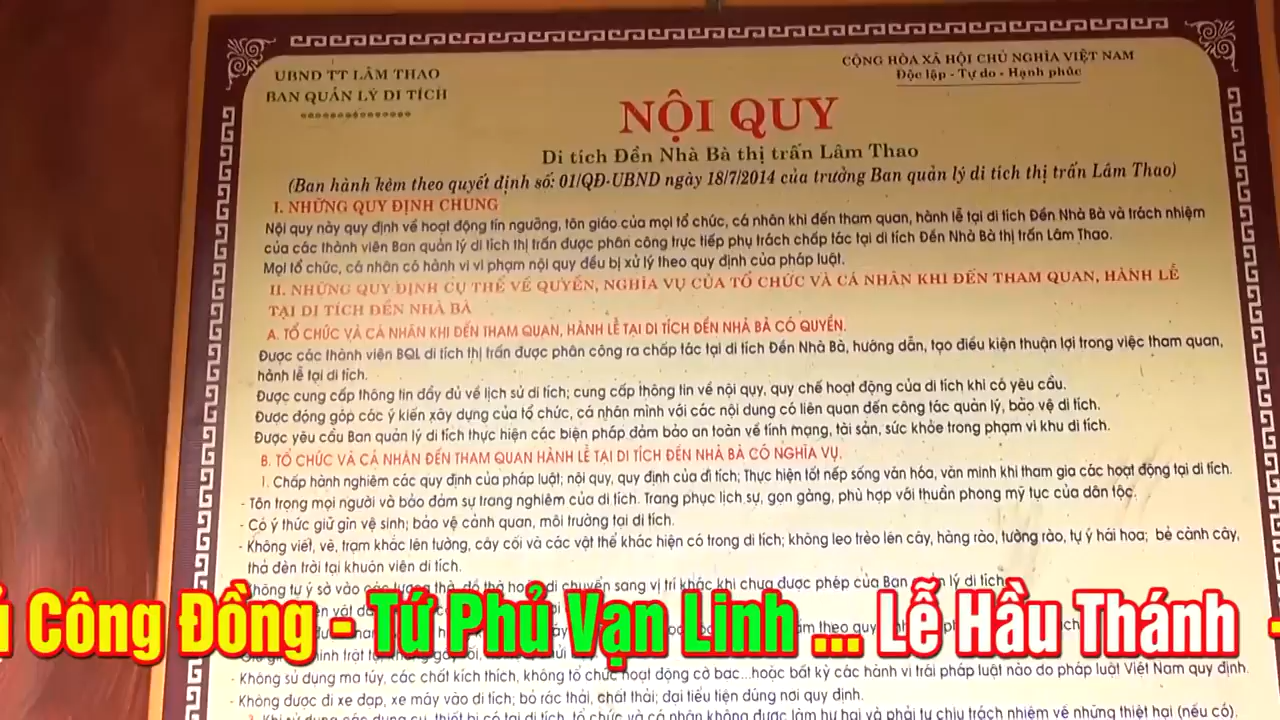 UBND TT LÂM THAO
BAN QUẢN LÝ DI TÍCH
CỘNG HÒA XÃ HỘI CHỦ NGHĨA VIỆT NAM
Độc lập - Tự do - Hạnh phúc
NỘI QUY
Di tích Đền Nhà Bà thị trấn Lâm Thao
(Ban hành kèm theo quyết định số: 01/QĐ-UBND ngày 18/7/2014 của trưởng Ban quản lý di tích thị trấn Lâm Thao)
I. NHỮNG QUY ĐỊNH CHUNG
Nội quy này quy định về hoạt động tín ngưỡng, tôn giáo của mọi tổ chức, cá nhân khi đến tham quan, hành lễ tại di tích Đền Nhà Bà và trách nhiệm
của các thành viên Ban quản lý di tích thị trấn được phân công trực tiếp phụ trách chấp tác tại di tích Đền Nhà Bà thị trấn Lâm Thao.
Mọi tổ chức, cá nhân có hành vi vi phạm nội quy đều bị xử lý theo quy định của pháp luật.
II. NHỮNG QUY ĐỊNH CỤ THỂ VỀ QUYỀN, NGHĨA VỤ CỦA TỔ CHỨC VÀ CÁ NHÂN KHI ĐẾN THAM QUAN, HÀNH LỄ
TẠI DI TÍCH ĐỀN NHÀ BÀ
A. TỔ CHỨC VÀ CÁ NHÂN KHI ĐẾN THAM QUAN, HÀNH LỄ TẠI DI TÍCH ĐỀN NHÀ BÀ CÓ QUYỀN.
Được các thành viên BQL di tích thị trấn được phân công ra chấp tác tại di tích Đền Nhà Bà, hướng dẫn, tạo điều kiện thuận lợi trong việc tham quan,
hành lễ tại di tích.
Được cung cấp thông tin đầy đủ về lịch sử di tích; cung cấp thông tin về nội quy, quy chế hoạt động của di tích khi có yêu cầu.
Được đóng góp các ý kiến xây dựng của tổ chức, cá nhân mình với các nội dung có liên quan đến công tác quản lý, bảo vệ di tích.
Được yêu cầu Ban quản lý di tích thực hiện các biện pháp đảm bảo an toàn về tính mạng, tài sản, sức khỏe trong phạm vi khu di tích.
B. TỔ CHỨC VÀ CÁ NHÂN ĐẾN THAM QUAN HÀNH LỄ TẠI DI TÍCH ĐỀN NHÀ BÀ CÓ NGHĨA VỤ.
1. Chấp hành nghiêm các quy định của pháp luật; nội quy, quy định của di tích; Thực hiện tốt nếp sống văn hóa, văn minh khi tham gia các hoạt động tại di tích.
- Tôn trọng mọi người và bảo đảm sự trang nghiêm của di tích. Trang phục lịch sự, gọn gàng, phù hợp với thuần phong mỹ tục của dân tộc.
- Có ý thức giữ gìn vệ sinh; bảo vệ cảnh quan, môi trường tại di tích.
- Không viết, vẽ, trạm khắc lên tường, cây cối và các vật thể khác hiện có trong di tích; không leo trèo lên cây, hàng rào, tường rào, tự ý hái hoa; bẻ cành cây,
thả đèn trời tại khuôn viên di tích.
Không tự ý sờ vào các tượng thờ, đồ thờ hoặc di chuyển sang vị trí khác khi chưa được phép của Ban quản lý di tích
Công Đồng - Tứ Phủ Vạn Linh ... Lễ Hầu Thánh -
- Không sử dụng ma túy, các chất kích thích, không tổ chức hoạt động cờ bạc...hoặc bất kỳ các hành vi trái pháp luật nào do pháp luật Việt Nam quy định.
- Không được đi xe đạp, xe máy vào di tích; bỏ rác thải, chất thải; đại tiểu tiện đúng nơi quy định.